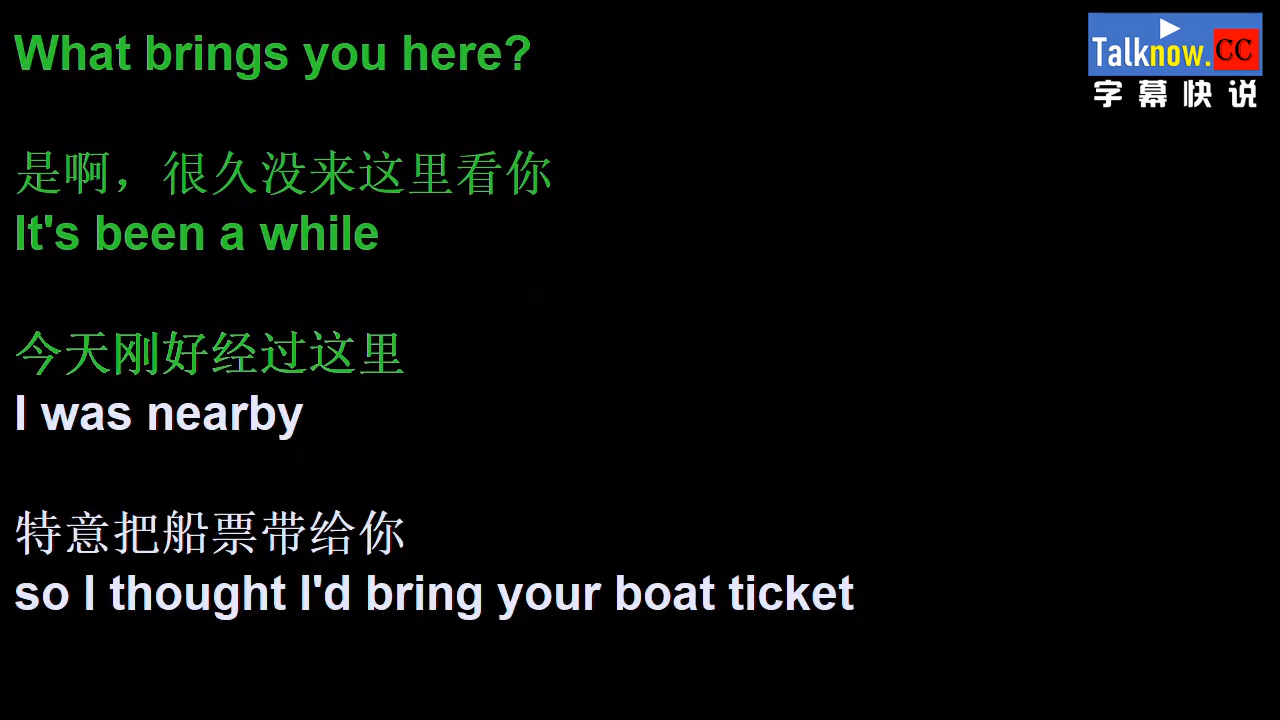 What brings you here?
Talknow.CC
字幕快说
是啊，很久没来这里看你
It's been a while
今天刚好经过这里
I was nearby
特意把船票带给你
so I thought I'd bring your boat ticket